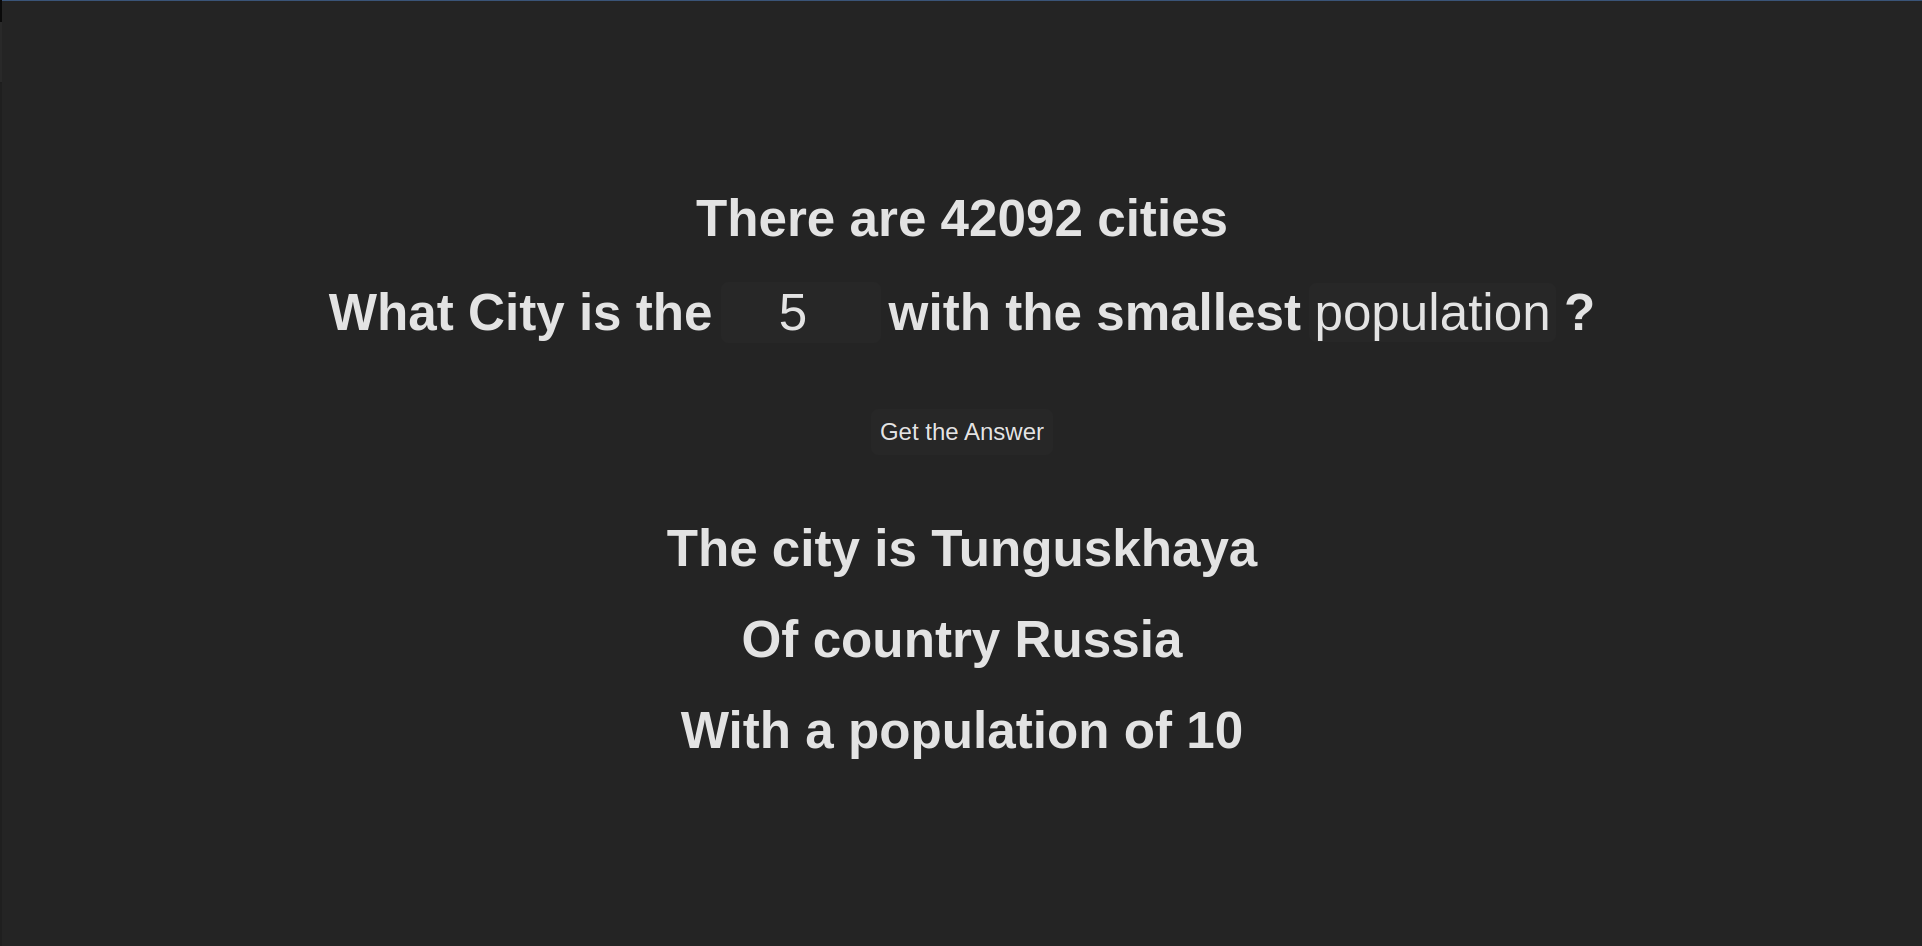 There are 42092 cities
What City is the 5 with the smallest population ?
Get the Answer
The city is Tunguskhaya
Of country Russia
With a population of 10